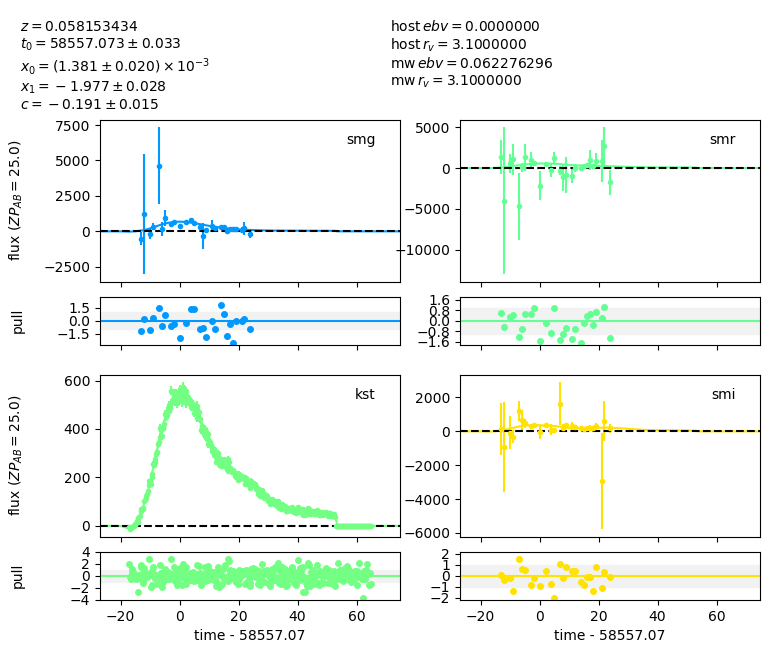 z = 0.058153434
t₀ = 58557.073 ± 0.033
x₀ = (1.381 ± 0.020) × 10⁻³
x₁ = −1.977 ± 0.028
c = −0.191 ± 0.015
host ebv = 0.0000000
host r_v = 3.1000000
mw ebv = 0.062276296
mw r_v = 3.1000000
7500
5000
2500
0
−2500
flux (ZP_AB = 25.0)
smg
5000
0
−5000
−10000
smr
1.5
0.0
−1.5
pull
1.6
0.8
0.0
−0.8
−1.6
600
400
200
0
flux (ZP_AB = 25.0)
kst
2000
0
−2000
−4000
−6000
smi
4
2
0
−2
−4
pull
2
1
0
−1
−2
−20 0 20 40 60
time - 58557.07
−20 0 20 40 60
time - 58557.07